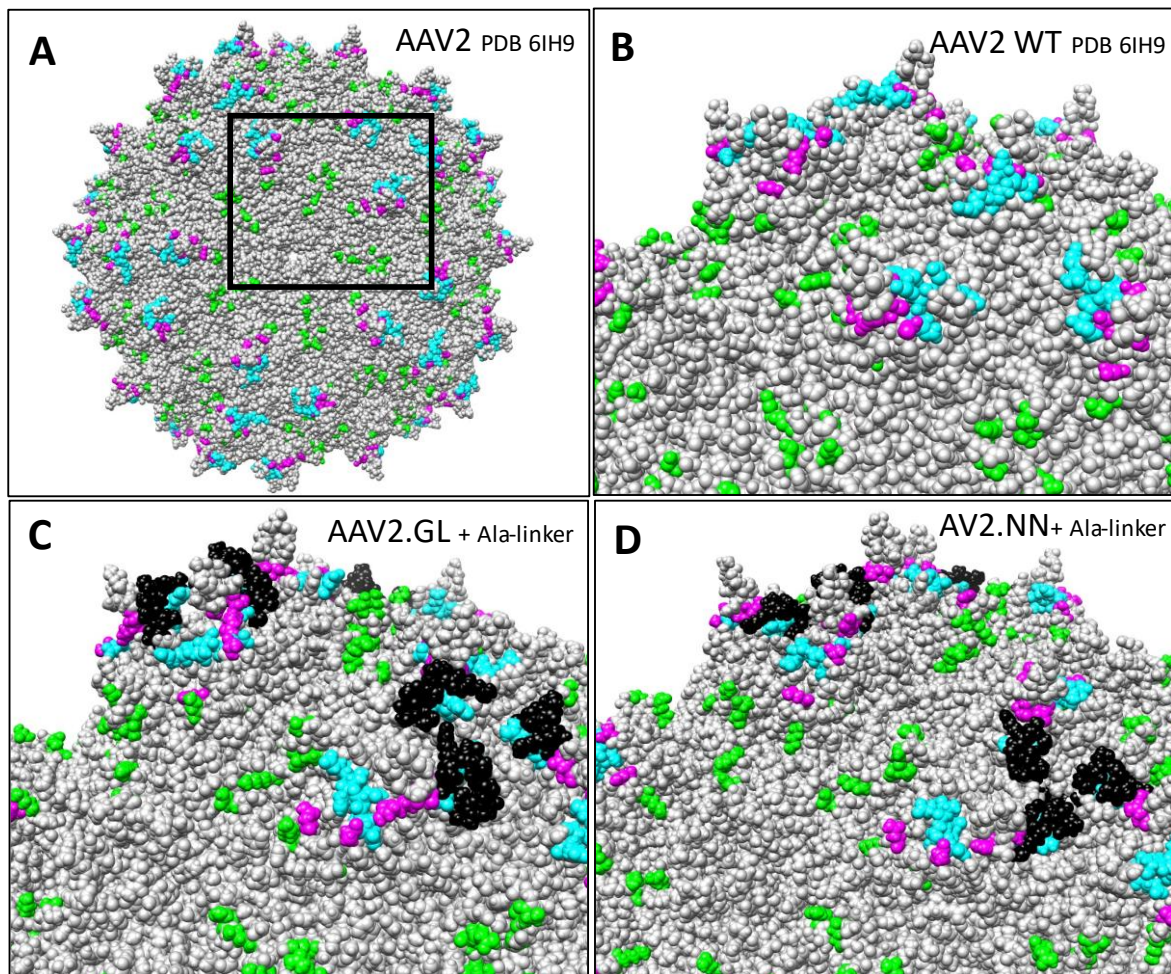 A
AAV2 PDB 6IH9
B
AAV2 WT PDB 6IH9
C
AAV2.GL + Ala-linker
D
AV2.NN+ Ala-linker